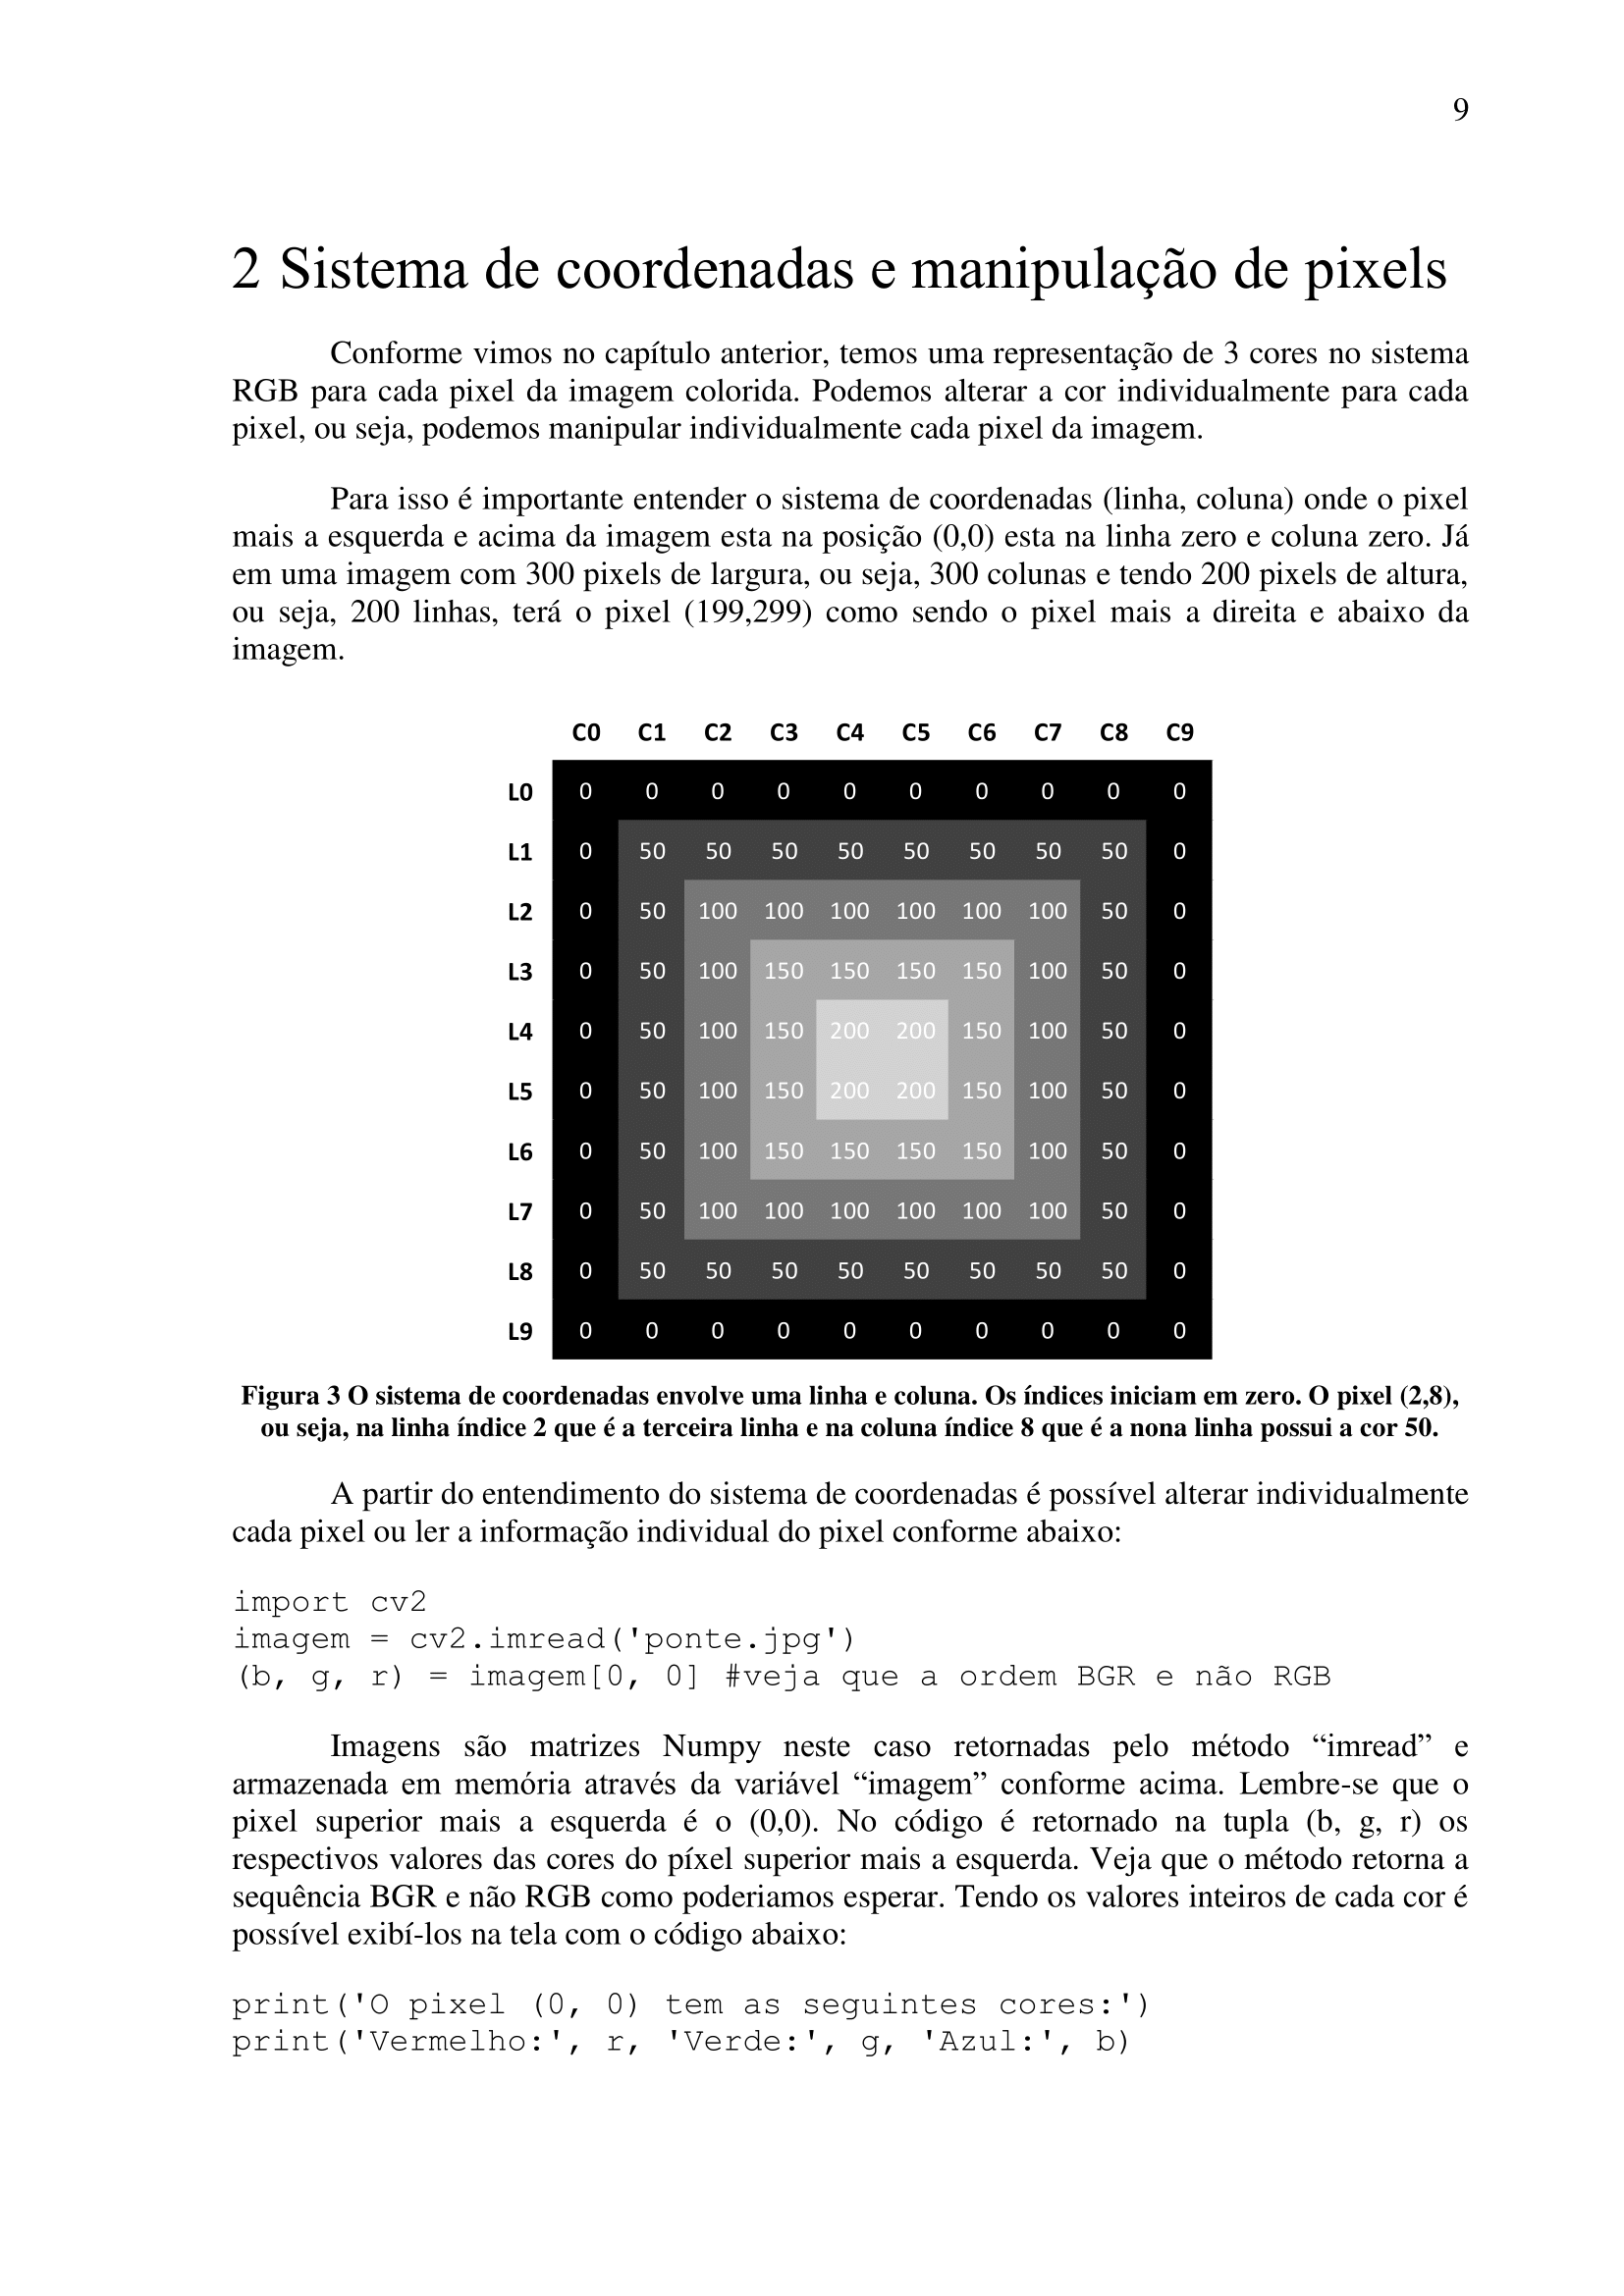 9
2 Sistema de coordenadas e manipulação de pixels
Conforme vimos no capítulo anterior, temos uma representação de 3 cores no sistema
RGB para cada pixel da imagem colorida. Podemos alterar a cor individualmente para cada
pixel, ou seja, podemos manipular individualmente cada pixel da imagem.
Para isso é importante entender o sistema de coordenadas (linha, coluna) onde o pixel
mais a esquerda e acima da imagem esta na posição (0,0) esta na linha zero e coluna zero. Já
em uma imagem com 300 pixels de largura, ou seja, 300 colunas e tendo 200 pixels de altura,
ou seja, 200 linhas, terá o pixel (199,299) como sendo o pixel mais a direita e abaixo da
imagem.
C0 C1 C2 C3 C4 C5 C6 C7 C8 C9
L0 0 0 0 0 0 0 0 0 0 0
L1 0 50 50 50 50 50 50 50 50 0
L2 0 50 100 100 100 100 100 100 50 0
L3 0 50 100 150 150 150 150 100 50 0
L4 0 50 100 150 200 200 150 100 50 0
L5 0 50 100 150 200 200 150 100 50 0
L6 0 50 100 150 150 150 150 100 50 0
L7 0 50 100 100 100 100 100 100 50 0
L8 0 50 50 50 50 50 50 50 50 0
L9 0 0 0 0 0 0 0 0 0 0
Figura 3 O sistema de coordenadas envolve uma linha e coluna. Os índices iniciam em zero. O pixel (2,8),
ou seja, na linha índice 2 que é a terceira linha e na coluna índice 8 que é a nona linha possui a cor 50.
A partir do entendimento do sistema de coordenadas é possível alterar individualmente
cada pixel ou ler a informação individual do pixel conforme abaixo:
import cv2
imagem = cv2.imread('ponte.jpg')
(b, g, r) = imagem[0, 0] #veja que a ordem BGR e não RGB
Imagens são matrizes Numpy neste caso retornadas pelo método “imread” e
armazenada em memória através da variável “imagem” conforme acima. Lembre-se que o
pixel superior mais a esquerda é o (0,0). No código é retornado na tupla (b, g, r) os
respectivos valores das cores do píxel superior mais a esquerda. Veja que o método retorna a
sequência BGR e não RGB como poderiamos esperar. Tendo os valores inteiros de cada cor é
possível exibí-los na tela com o código abaixo:
print('O pixel (0, 0) tem as seguintes cores:')
print('Vermelho:', r, 'Verde:', g, 'Azul:', b)